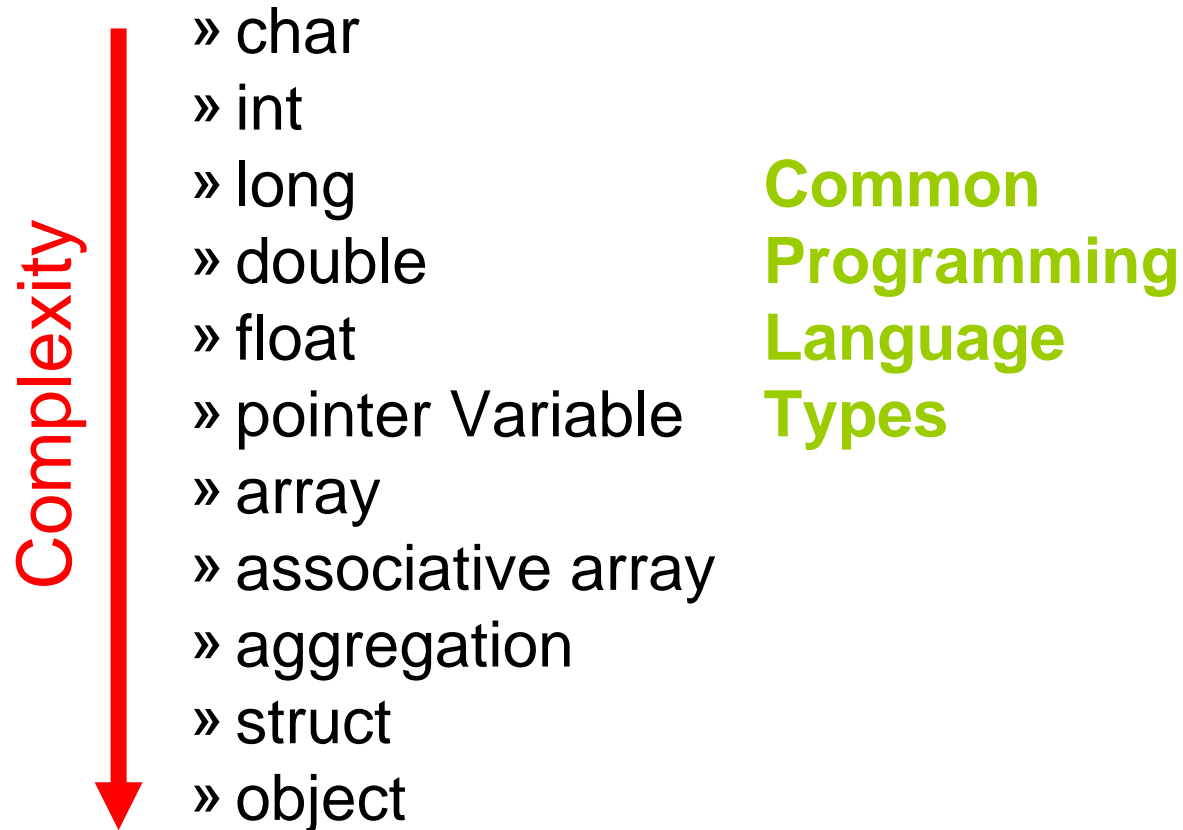 Complexity
» char
» int
» long
» double
» float
» pointer Variable
» array
» associative array
» aggregation
» struct
» object
Common
Programming
Language
Types